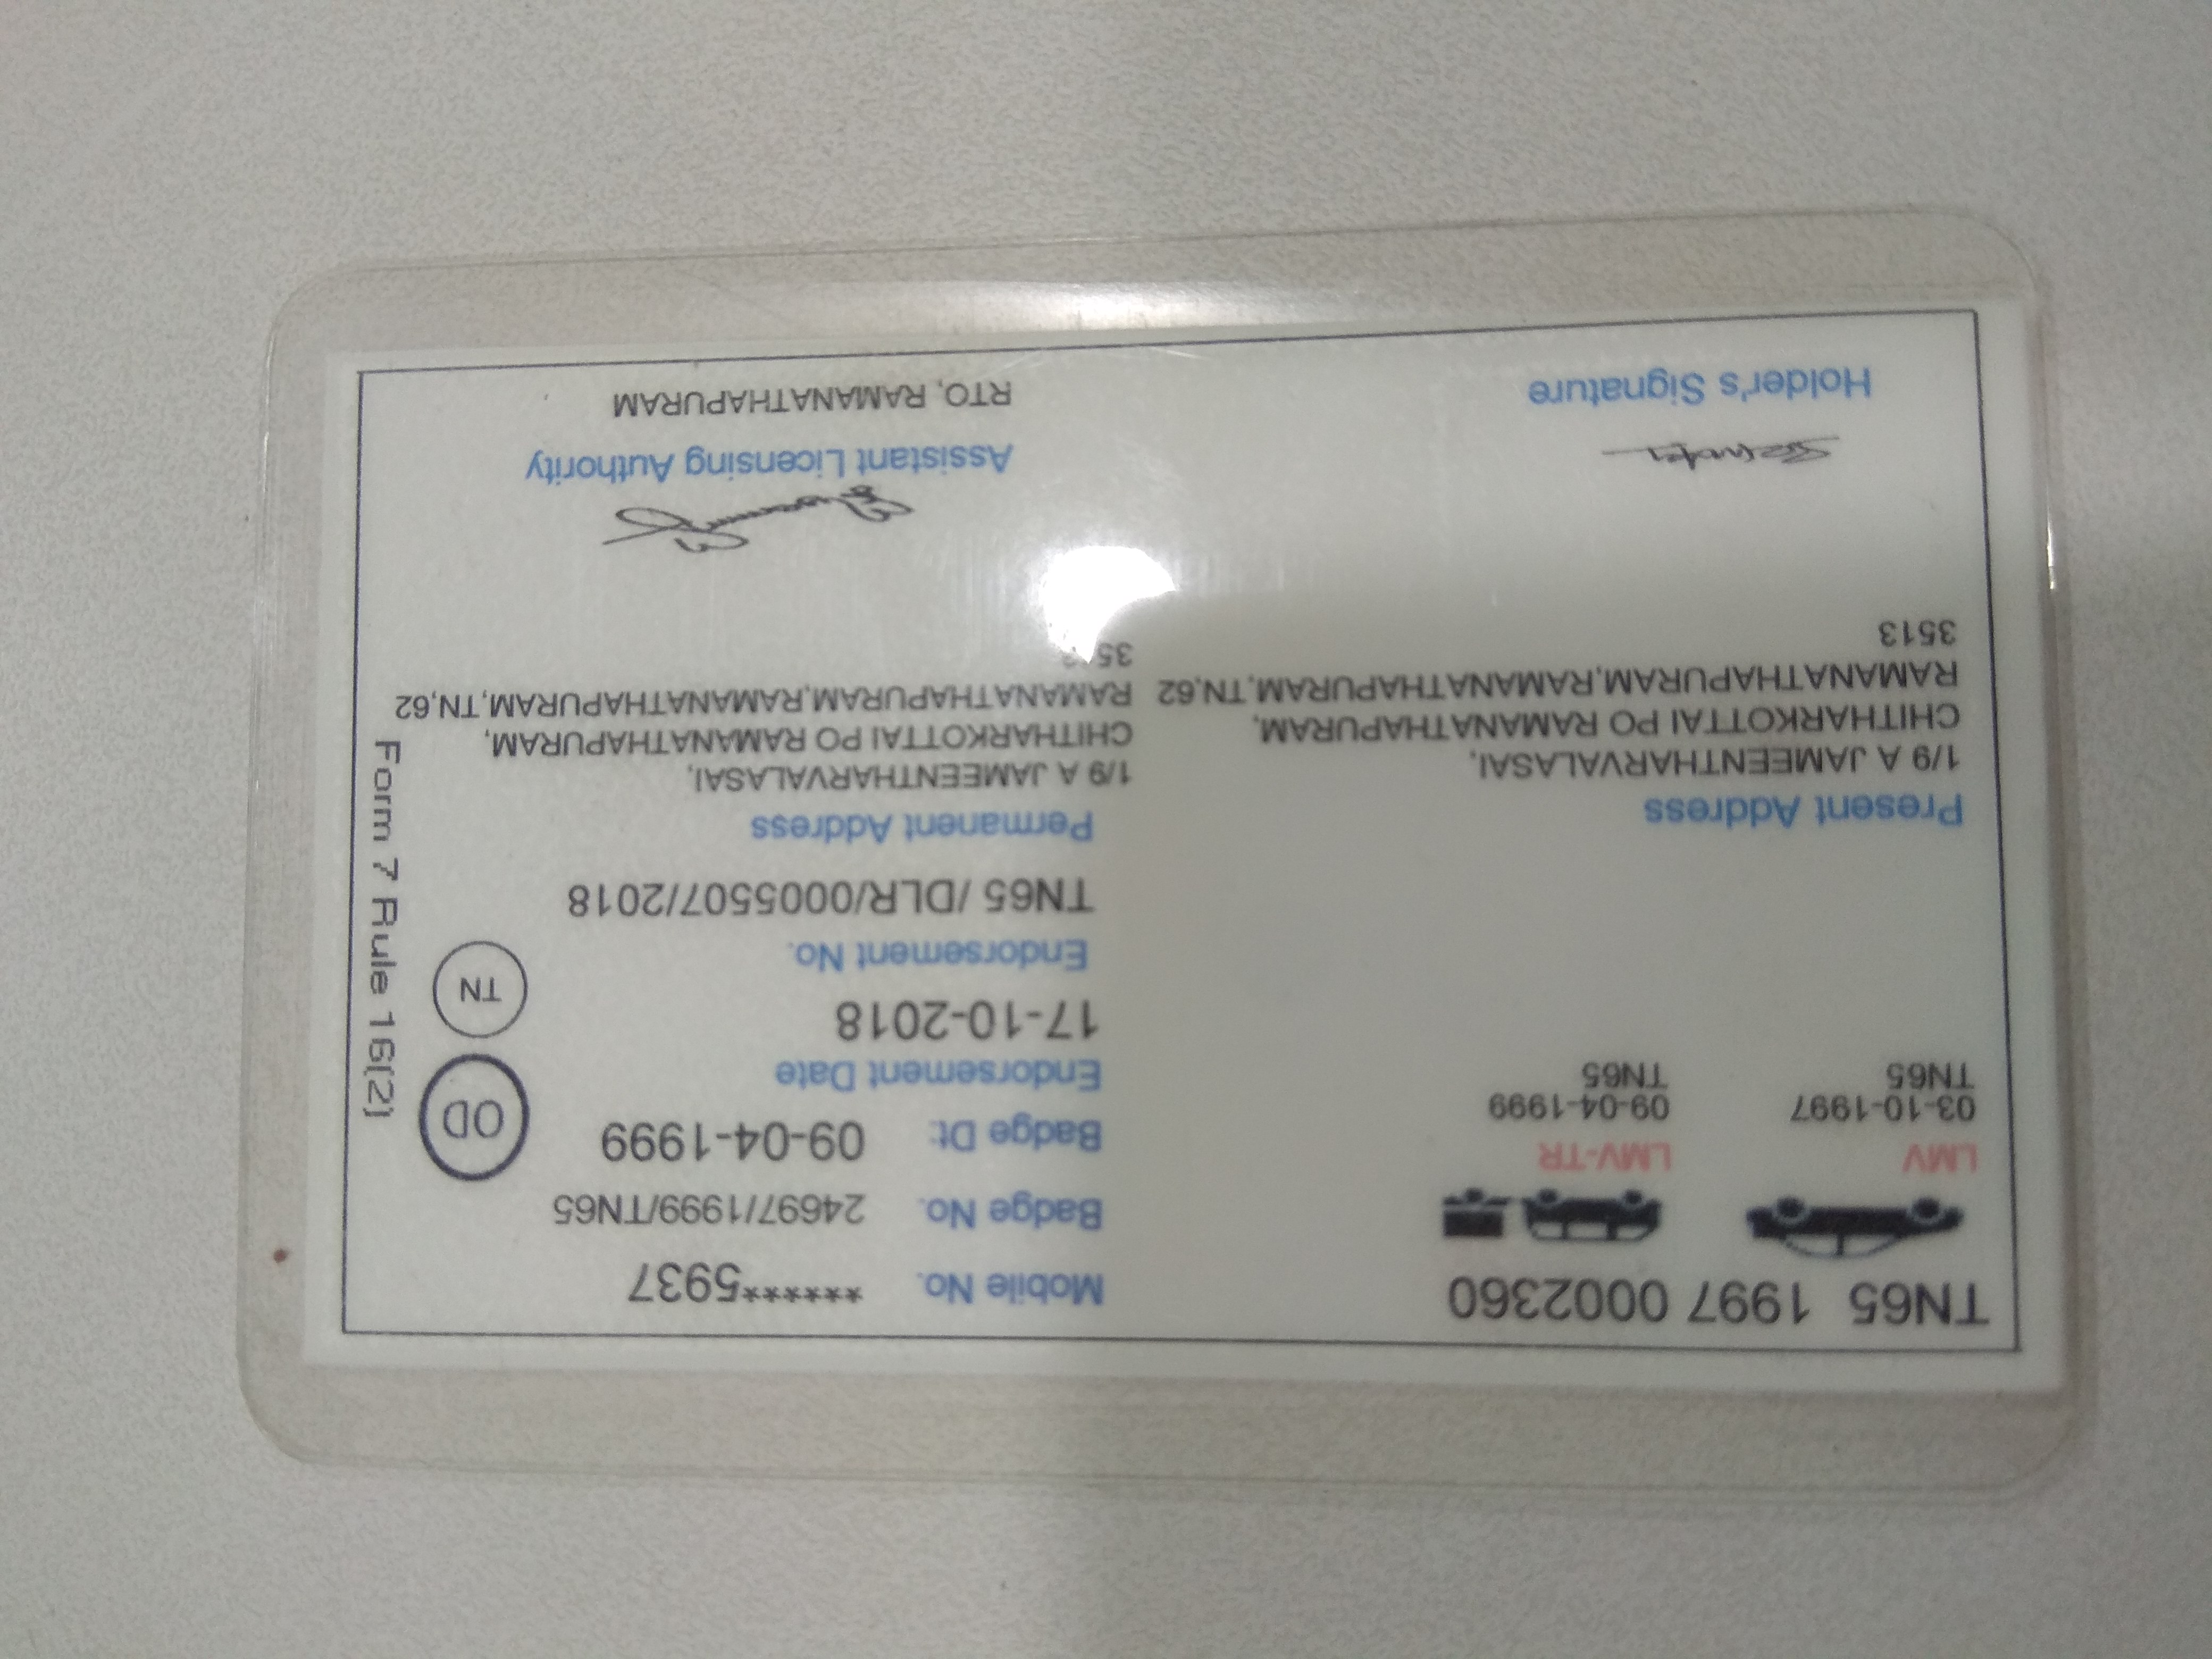 TN65 1997 0002360
LMV
03-10-1997
TN65
LMV-TR
09-04-1999
TN65
Mobile No. ******5937
Badge No. 24697/1999/TN65
Badge Dt: 09-04-1999
Endorsement Date
17-10-2018
Endorsement No.
TN65 /DLR/0005507/2018
OD
TN
Form 7 Rule 16(2)
Present Address
1/9 A JAMEENTHARVALASAI,
CHITHARKOTTAI PO RAMANATHAPURAM,
RAMANATHAPURAM,RAMANATHAPURAM,TN,62
3513
Permanent Address
1/9 A JAMEENTHARVALASAI,
CHITHARKOTTAI PO RAMANATHAPURAM,
RAMANATHAPURAM,RAMANATHAPURAM,TN,62
Holder's Signature
Assistant Licensing Authority
RTO, RAMANATHAPURAM